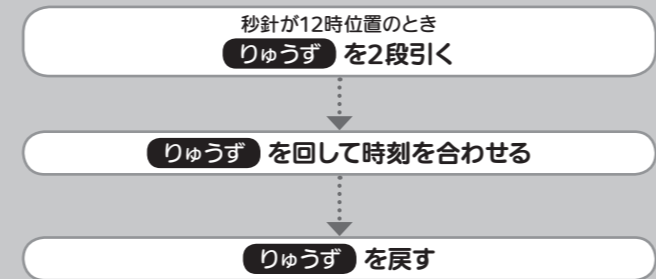 秒針が12時位置のとき
りゅうず を2段引く
りゅうず を回して時刻を合わせる
りゅうず を戻す